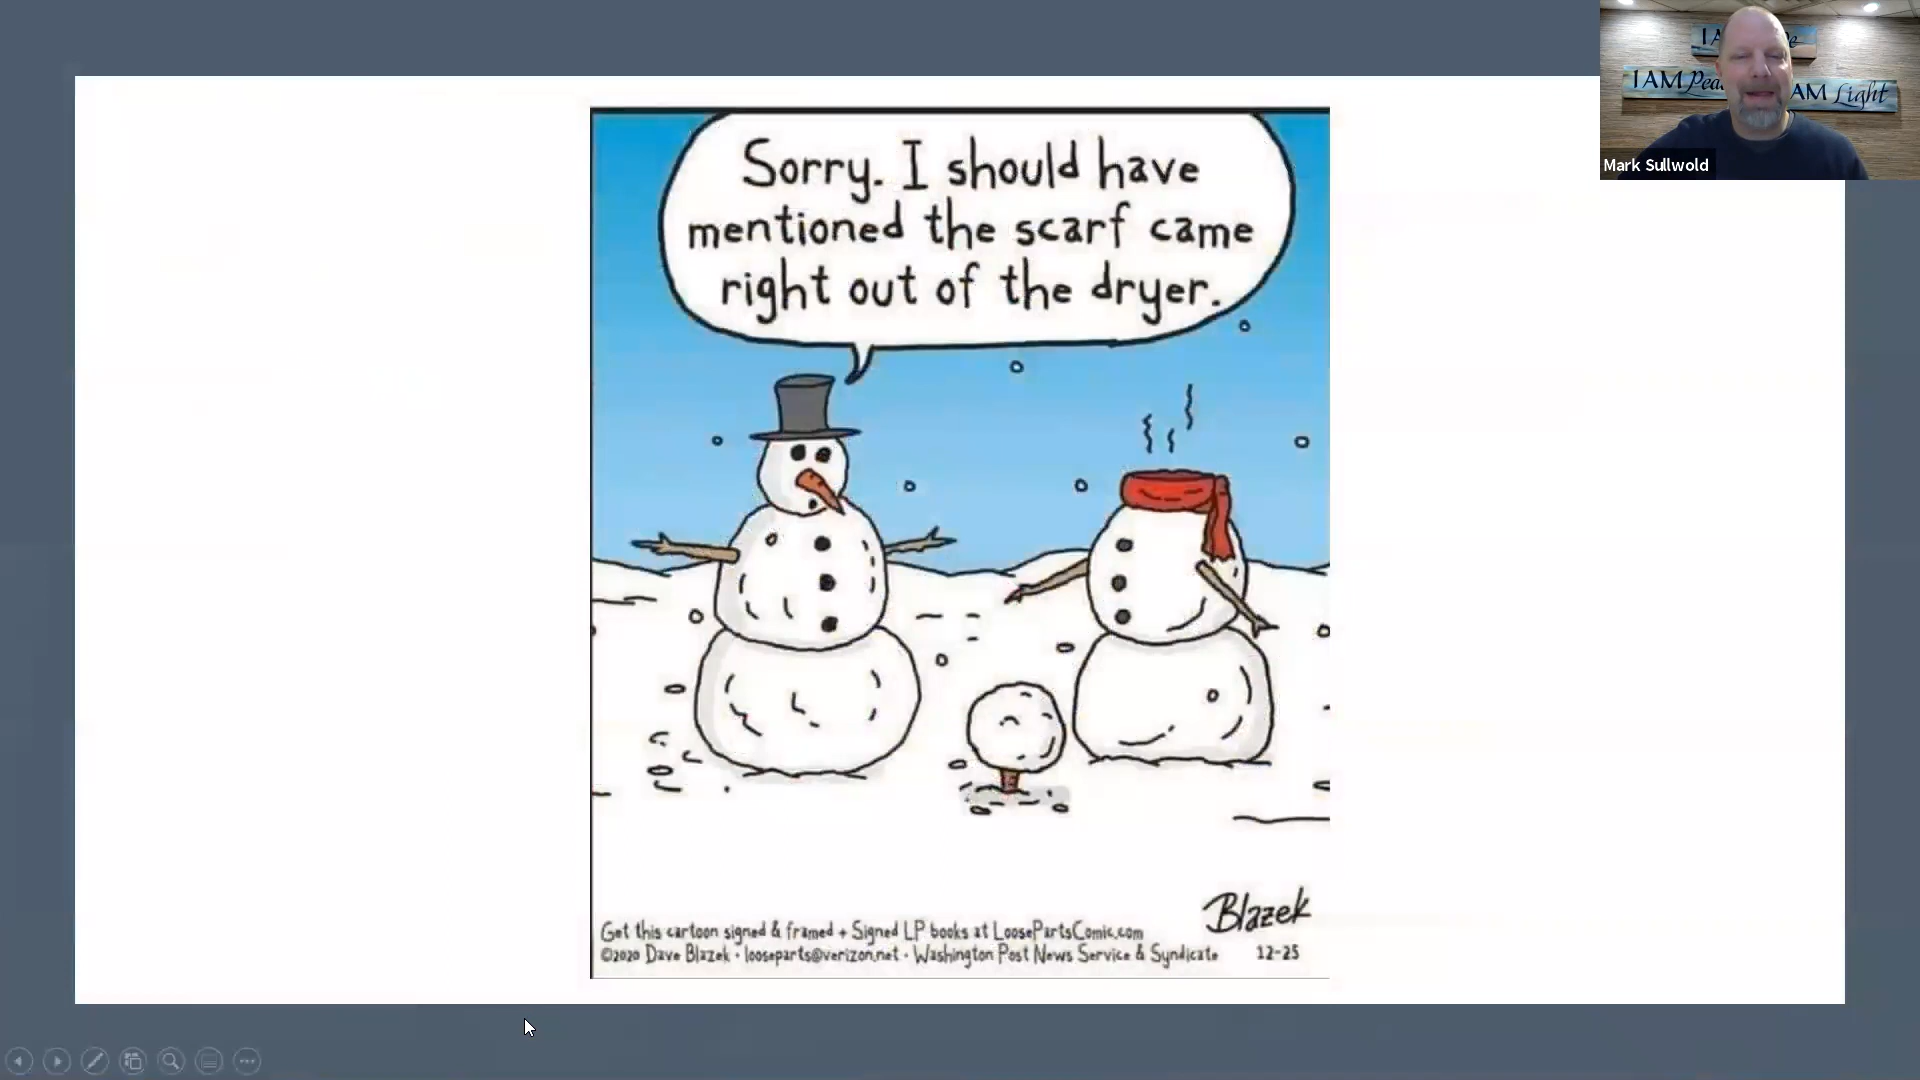 Sorry. I should have
mentioned the scarf came
right out of the dryer.
Blazek
Get this cartoon signed & framed + Signed LP books at LoosePartsComic.com
©2020 Dave Blazek · looseparts@verizon.net · Washington Post News Service & Syndicate 12-25
I AM
I AM
AM Light
Mark Sullwold